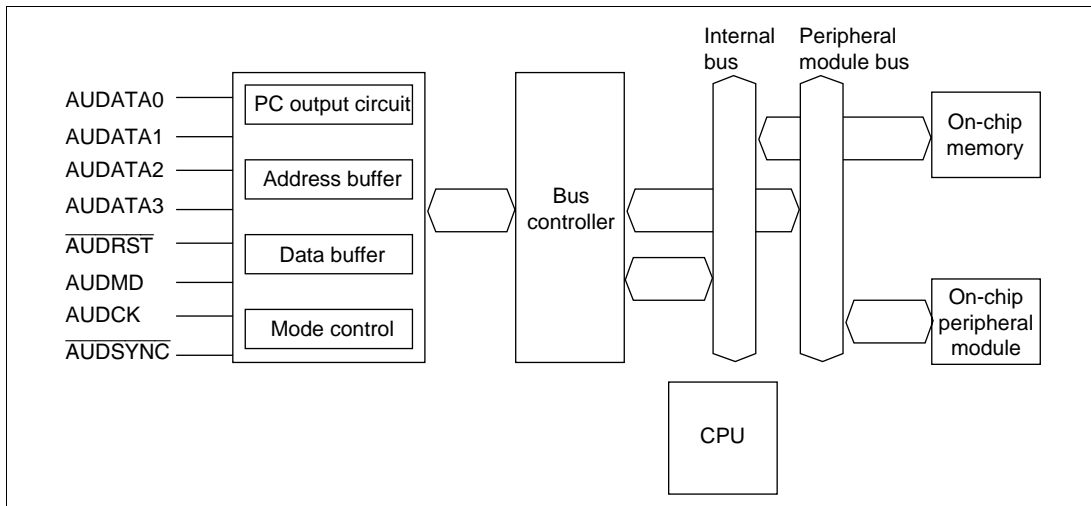 Internal
bus
Peripheral
module bus
AUDATA0
AUDATA1
AUDATA2
AUDATA3
AUDRST
AUDMD
AUDCK
AUDSYNC
PC output circuit
Address buffer
Data buffer
Mode control
Bus
controller
On-chip
memory
On-chip
peripheral
module
CPU